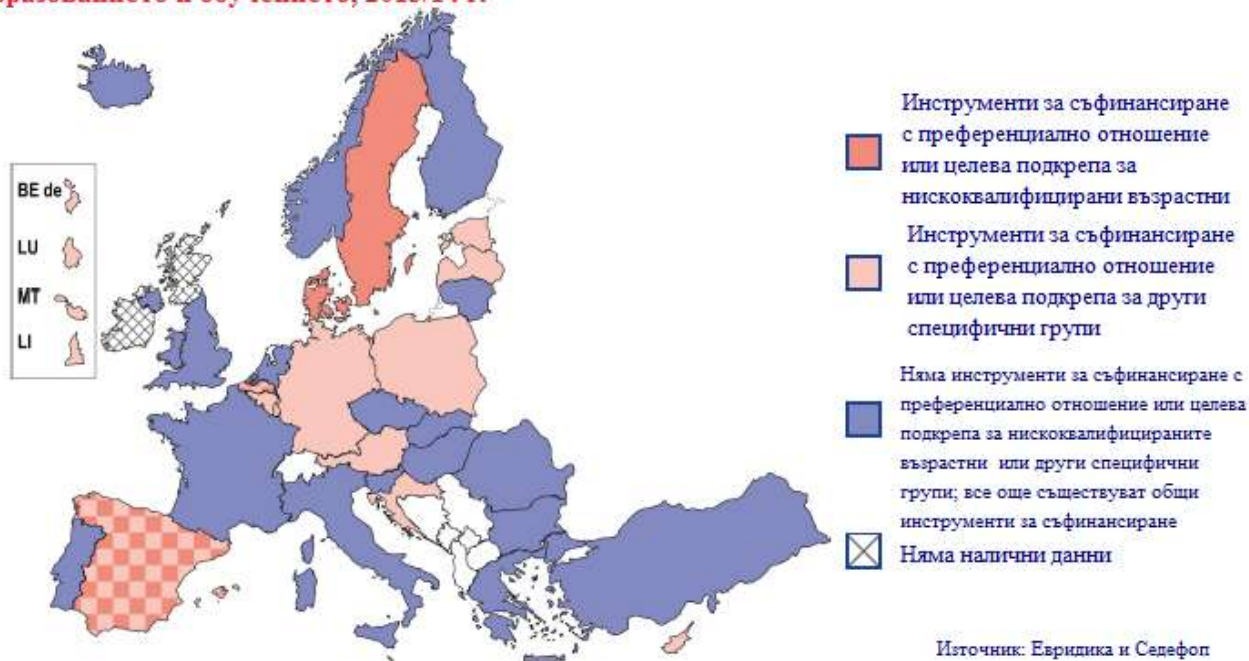 2013/14 г.
BE de
LU
MT
LI
Инструменти за съфинансиране
с преференциално отношение
или целева подкрепа за
нискоквалифицирани възрастни
Инструменти за съфинансиране
с преференциално отношение
или целева подкрепа за други
специфични групи
Няма инструменти за съфинансиране с
преференциално отношение или целева
подкрепа за нискоквалифицираните
възрастни или други специфични
групи; все още съществуват общи
инструменти за съфинансиране
Няма налични данни
Източник: Евридика и Седефоп